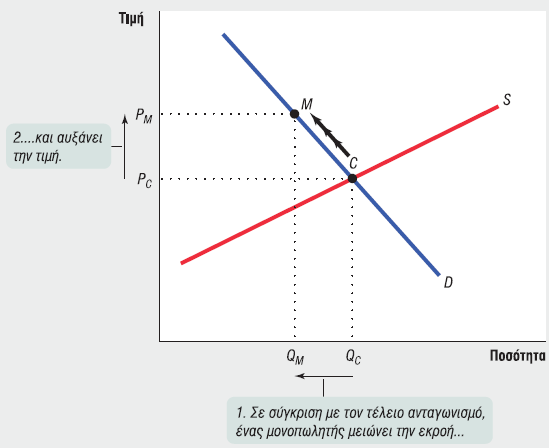 Τιμή
M
S
P_M
2....και αυξάνει
την τιμή.
C
P_C
D
Q_M
Q_C
Ποσότητα
1. Σε σύγκριση με τον τέλειο ανταγωνισμό,
ένας μονοπωλητής μειώνει την εκροή...